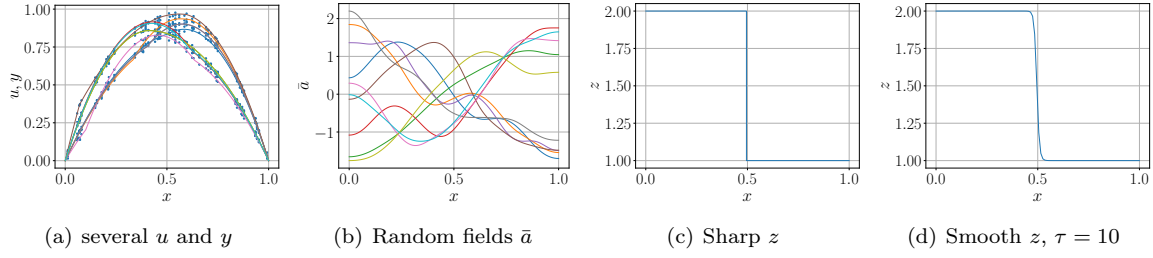 1.00
0.75
0.50
0.25
0.00
u, y
0.0 0.5 1.0
x
(a) several u and y
2
1
0
−1
ā
0.0 0.5 1.0
x
(b) Random fields ā
2.00
1.75
1.50
1.25
1.00
z
0.0 0.5 1.0
x
(c) Sharp z
2.00
1.75
1.50
1.25
1.00
z
0.0 0.5 1.0
x
(d) Smooth z, τ = 10